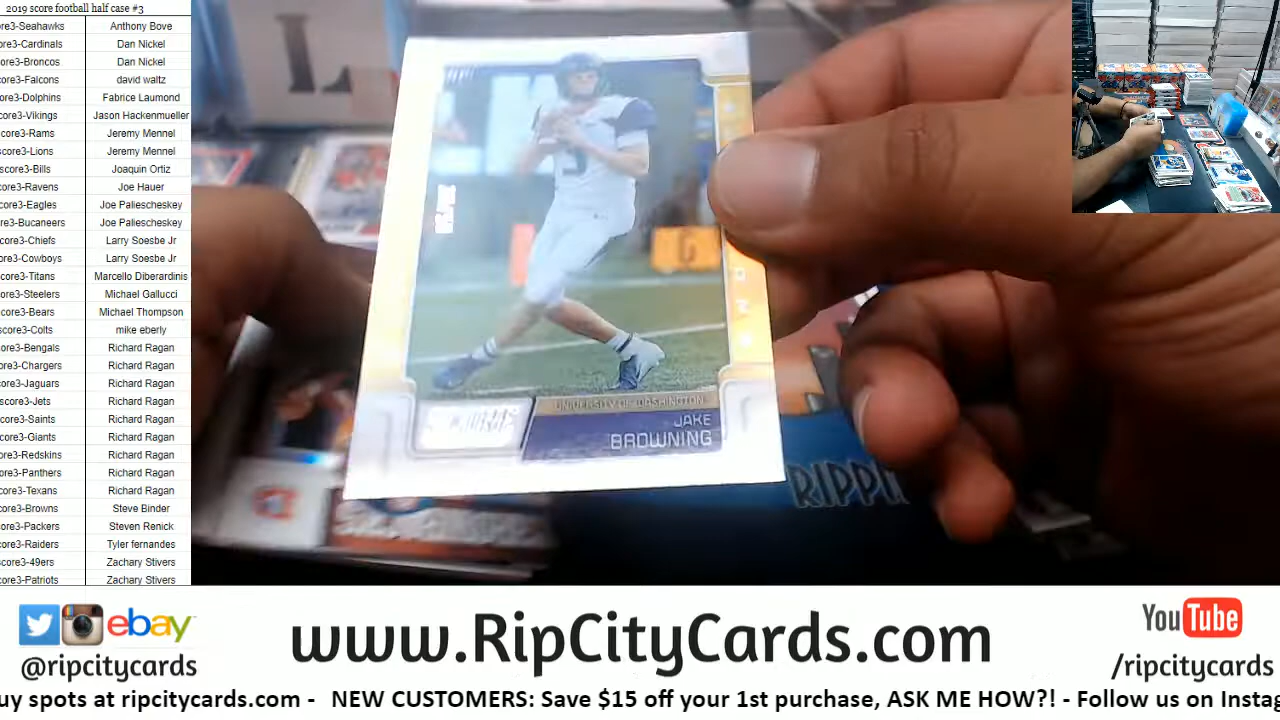 2019 score football half case #3
re3-Seahawks Anthony Bove
ore3-Cardinals Dan Nickel
ore3-Broncos Dan Nickel
ore3-Falcons david waltz
ore3-Dolphins Fabrice Laumond
core3-Vikings Jason Hackenmueller
core3-Rams Jeremy Mennel
score3-Lions Jeremy Mennel
score3-Bills Joaquin Ortiz
ore3-Ravens Joe Hauer
core3-Eagles Joe Paliescheskey
re3-Bucaneers Joe Paliescheskey
core3-Chiefs Larry Soesbe Jr
re3-Cowboys Larry Soesbe Jr
core3-Titans Marcello Diberardinis
ore3-Steelers Michael Gallucci
core3-Bears Michael Thompson
score3-Colts mike eberly
ore3-Bengals Richard Ragan
re3-Chargers Richard Ragan
ore3-Jaguars Richard Ragan
score3-Jets Richard Ragan
core3-Saints Richard Ragan
core3-Giants Richard Ragan
re3-Redskins Richard Ragan
re3-Panthers Richard Ragan
ore3-Texans Richard Ragan
ore3-Browns Steve Binder
ore3-Packers Steven Renick
ore3-Raiders Tyler fernandes
core3-49ers Zachary Stivers
ore3-Patriots Zachary Stivers
UNIVERSITY OF WASHINGTON
JAKE
BROWNING
G
5
RIPPI
ebay
@ripcitycards
www.RipCityCards.com
YouTube
/ripcitycards
uy spots at ripcitycards.com - NEW CUSTOMERS: Save $15 off your 1st purchase, ASK ME HOW?! - Follow us on Instag